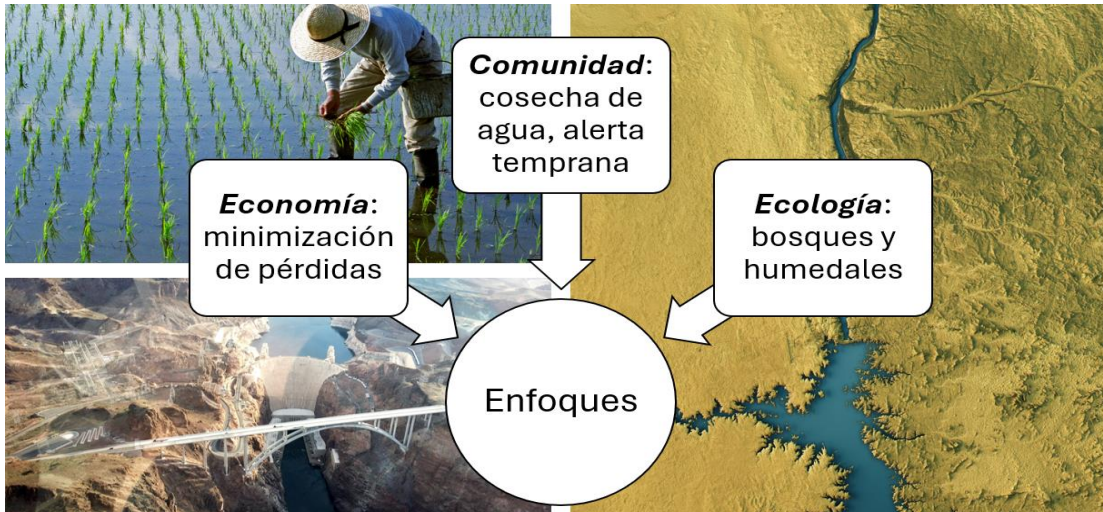 Comunidad:
cosecha de
agua, alerta
temprana
Economía:
minimización
de pérdidas
Ecología:
bosques y
humedales
Enfoques